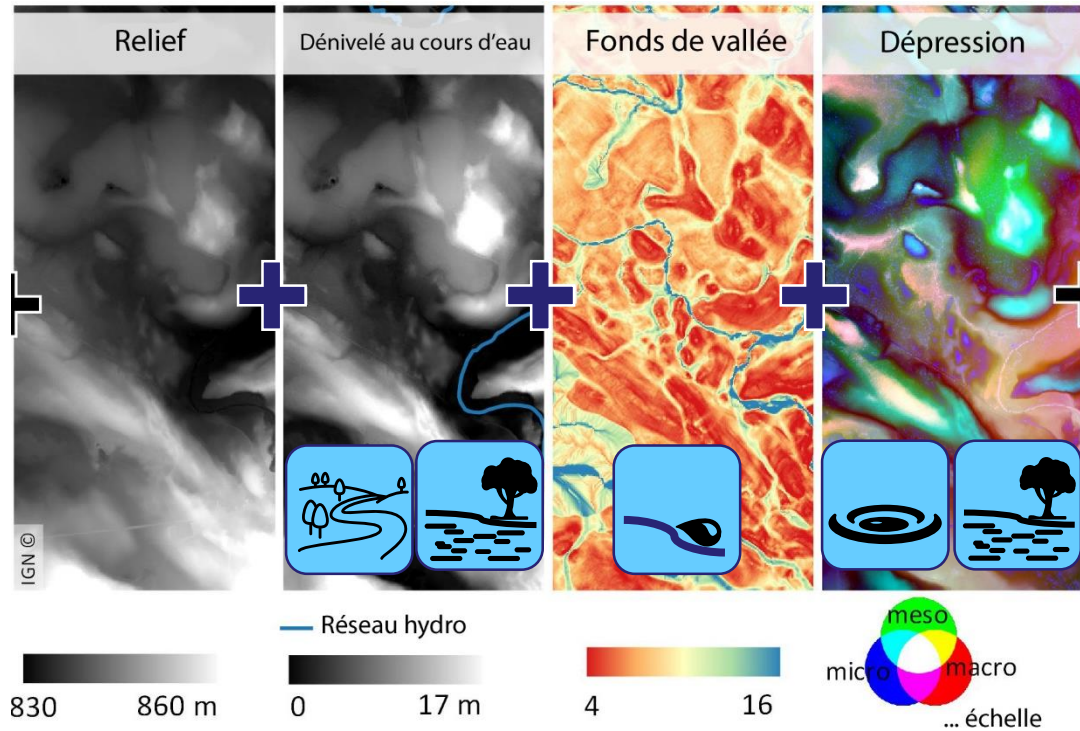 Relief
Dénivelé au cours d'eau
Fonds de vallée
Dépression
IGN ©
Réseau hydro
830
860 m
0
17 m
4
16
meso
micro
macro
... échelle